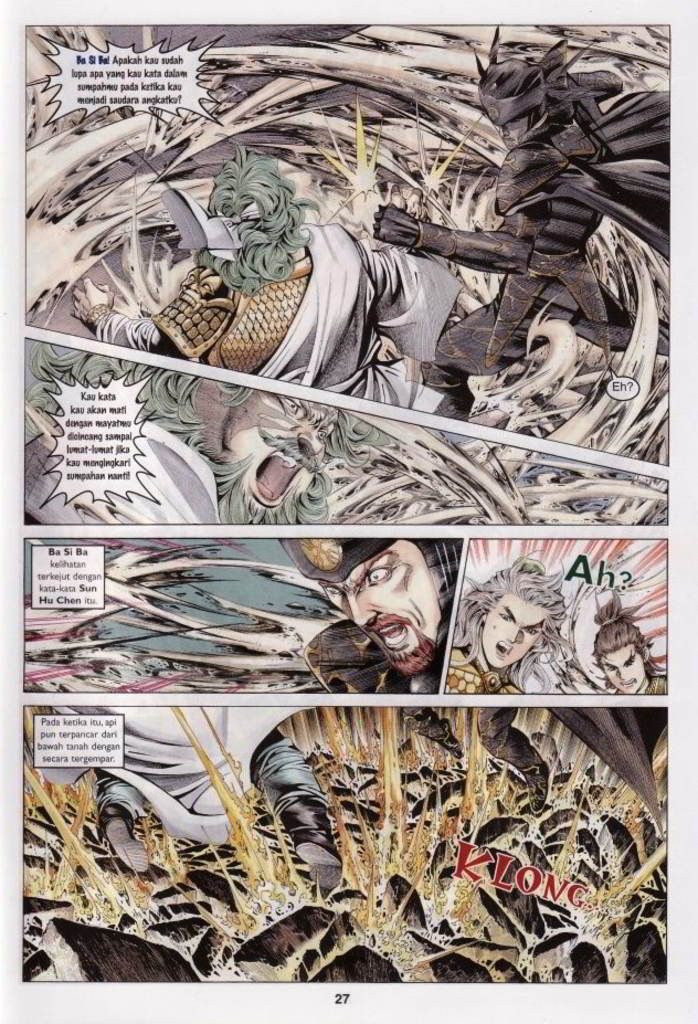 Ba Si Ba! Apakah kau sudah
lupa apa yang kau kata dalam
sumpahmu pada ketika kau
menjadi saudara angkatku?
Eh?
Kau kata
kau akan mati
dengan mayatmu
dicincang sampai
lumat-lumat jika
kau mengingkari
sumpahan nanti!
Ba Si Ba
kelihatan
terkejut dengan
kata-kata Sun
Hu Chen itu.
Ah?
Pada ketika itu, api
pun terpancar dari
bawah tanah dengan
secara tergempar.
KLONG
27